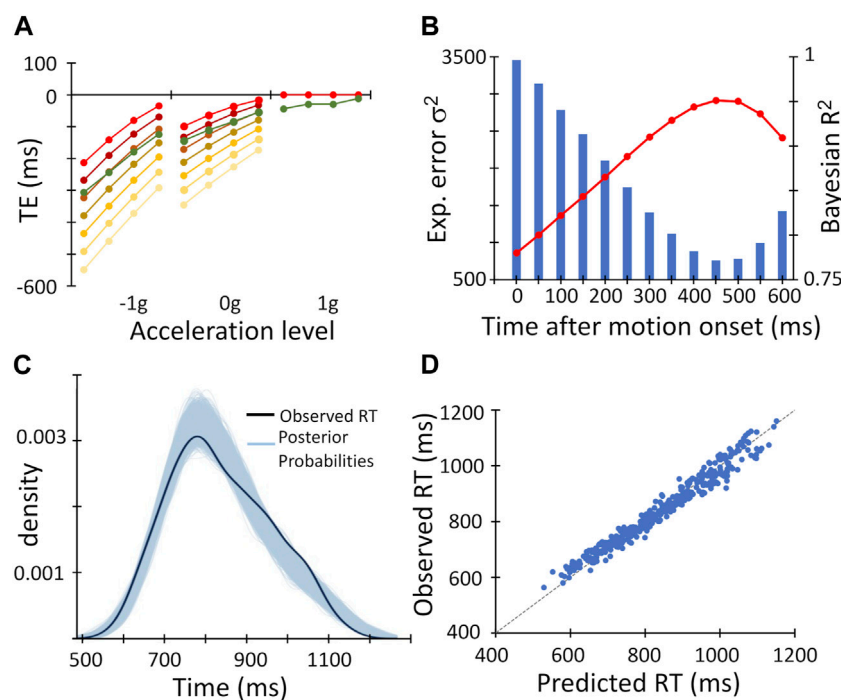 A
100
0
-600
TE (ms)
-1g
0g
1g
Acceleration level
B
3500
500
Exp. error σ²
1
0.75
Bayesian R²
0 100 200 300 400 500 600
Time after motion onset (ms)
C
0.003
0.001
density
Observed RT
Posterior
Probabilities
500 700 900 1100
Time (ms)
D
1200
1000
800
600
400
Observed RT (ms)
400 600 800 1000 1200
Predicted RT (ms)